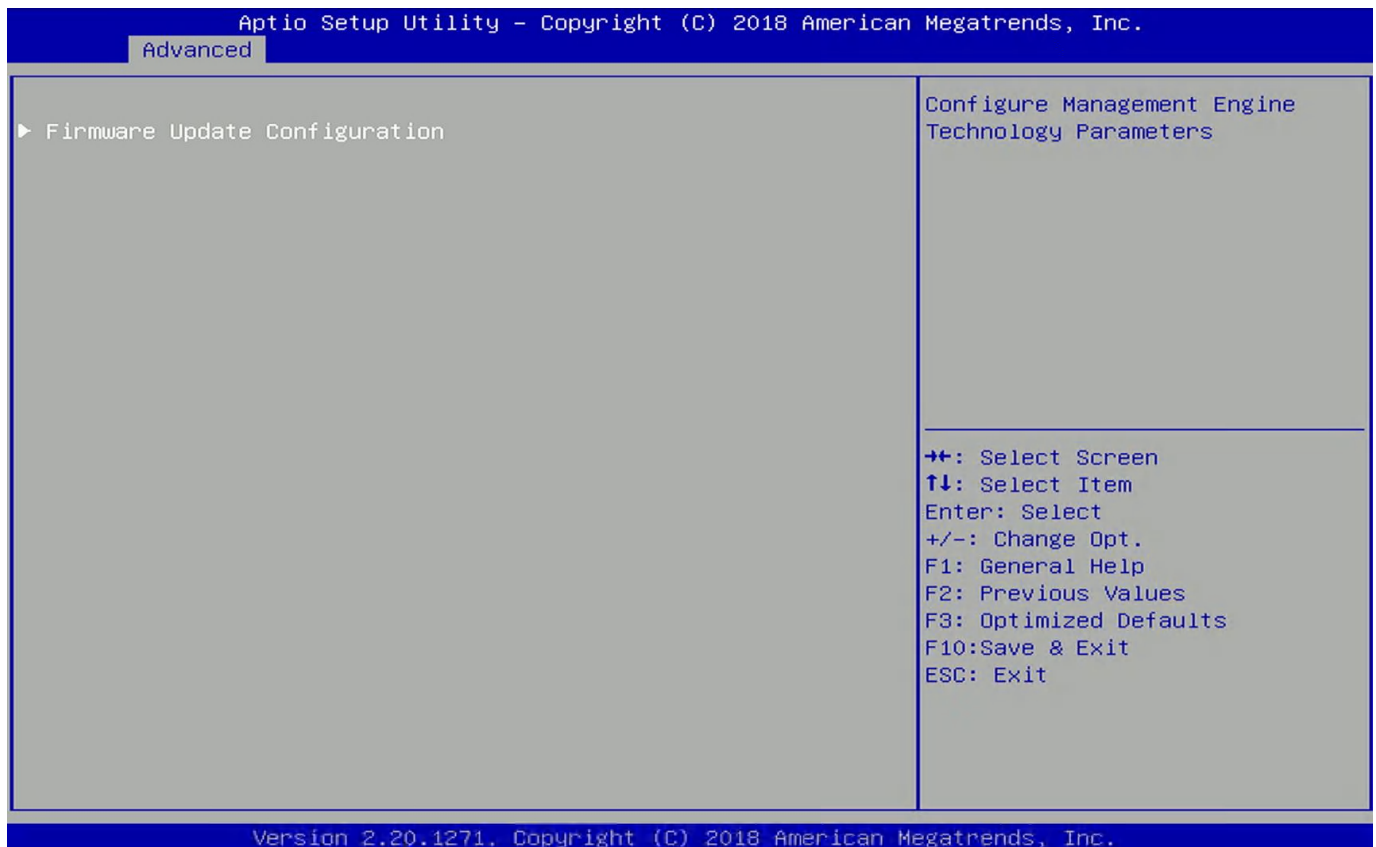 Aptio Setup Utility – Copyright (C) 2018 American Megatrends, Inc.
Advanced
► Firmware Update Configuration
Configure Management Engine
Technology Parameters
→←: Select Screen
↑↓: Select Item
Enter: Select
+/-: Change Opt.
F1: General Help
F2: Previous Values
F3: Optimized Defaults
F10:Save & Exit
ESC: Exit
Version 2.20.1271. Copyright (C) 2018 American Megatrends, Inc.